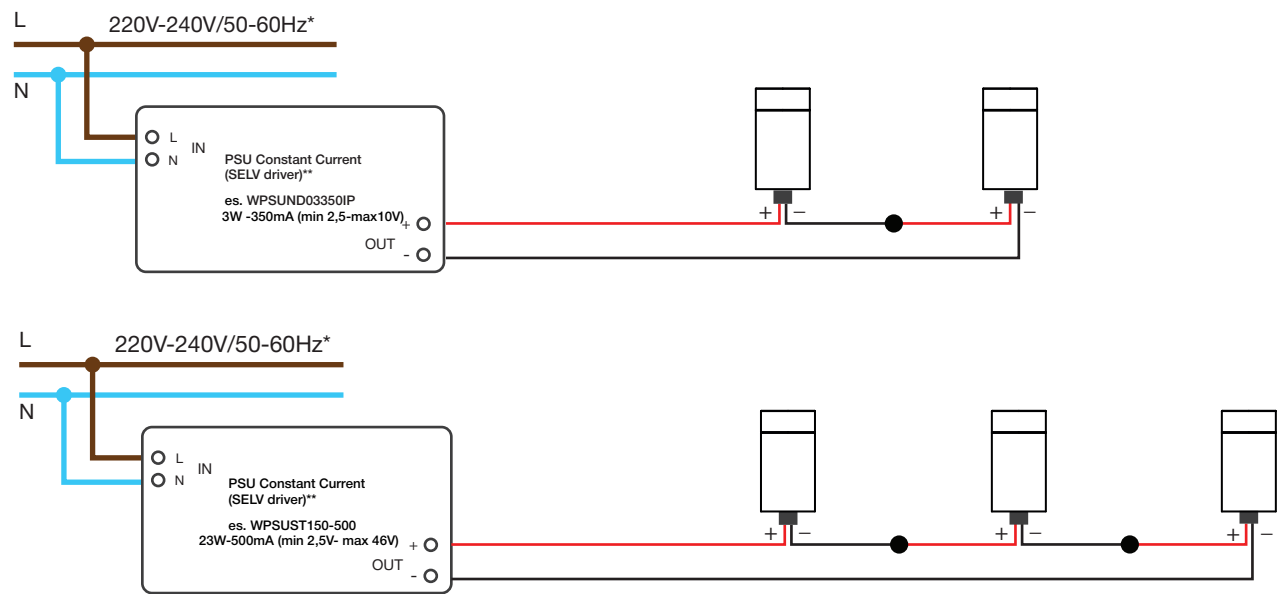 L
220V-240V/50-60Hz*
N
L
IN
N
PSU Constant Current
(SELV driver)**
es. WPSUND03350IP
3W -350mA (min 2,5-max10V)
+
OUT
-
+ –
+ –
L
220V-240V/50-60Hz*
N
L
IN
N
PSU Constant Current
(SELV driver)**
es. WPSUST150-500
23W-500mA (min 2,5V- max 46V)
+
OUT
-
+ –
+ –
+ –